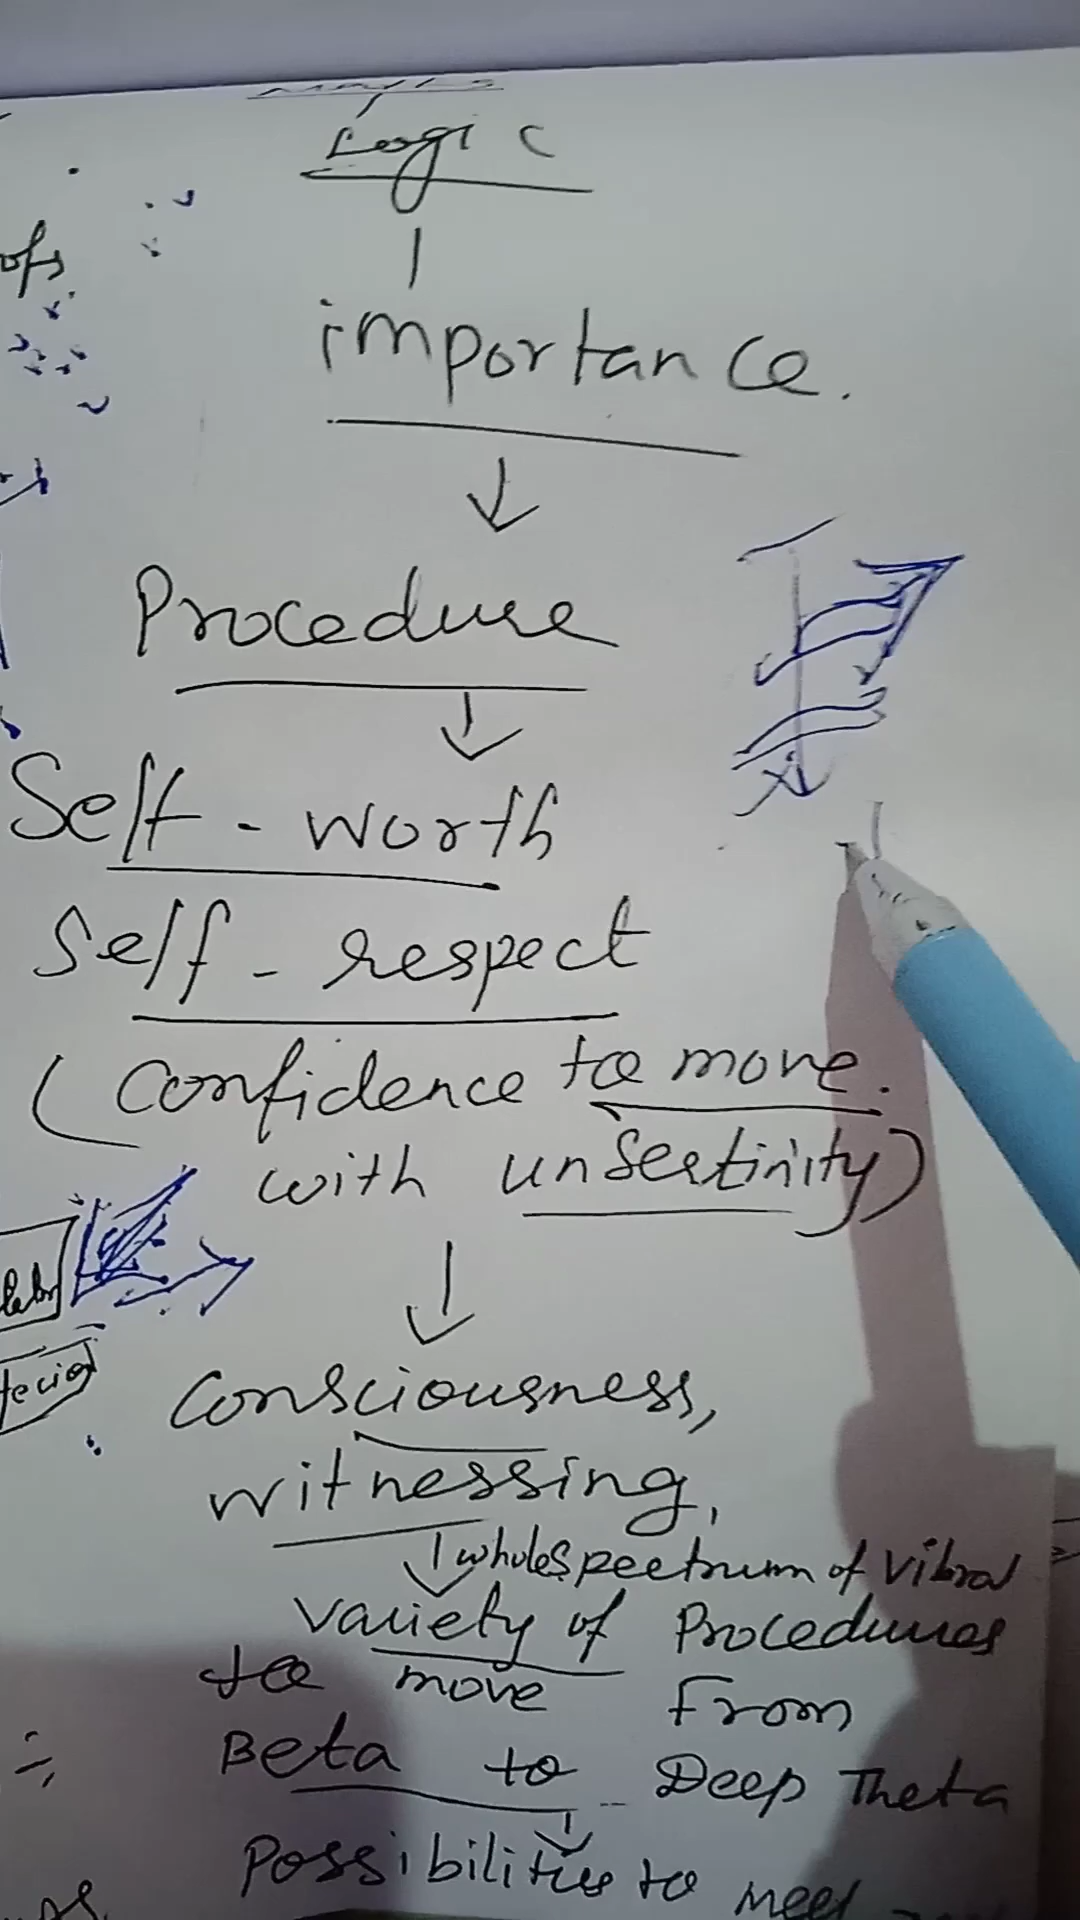 Logic
importance.
Procedure
Self - worth
Self - respect
(Confidence to move.
with unsertinity)
Consciousness,
witnessing,
whole spectrum of vibra
variety of Procedures
to move From
Beta to Deep Theta
Possibilities to meet